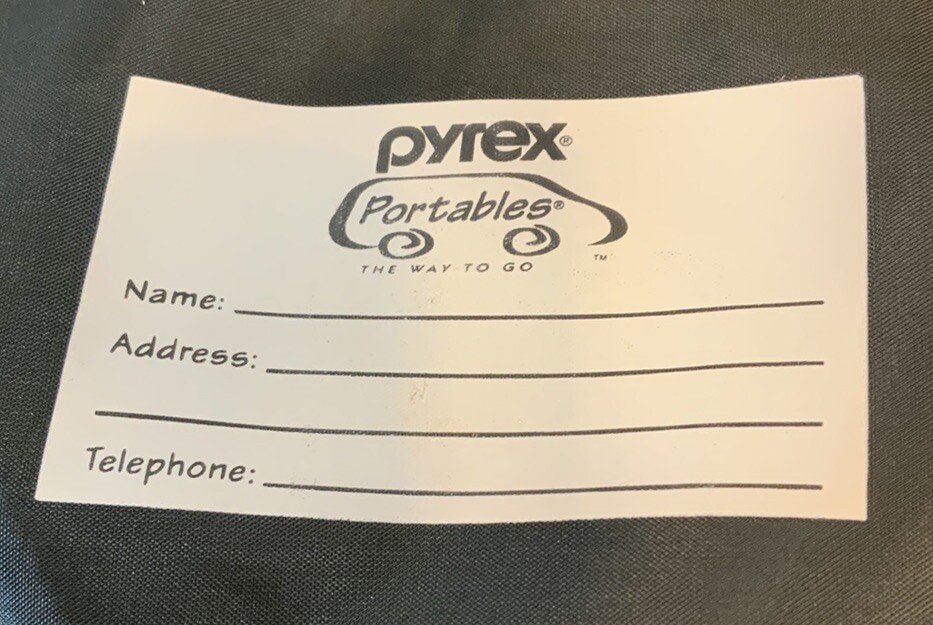 pyrex®
Portables®
THE WAY TO GO ™
Name:
Address:
Telephone: